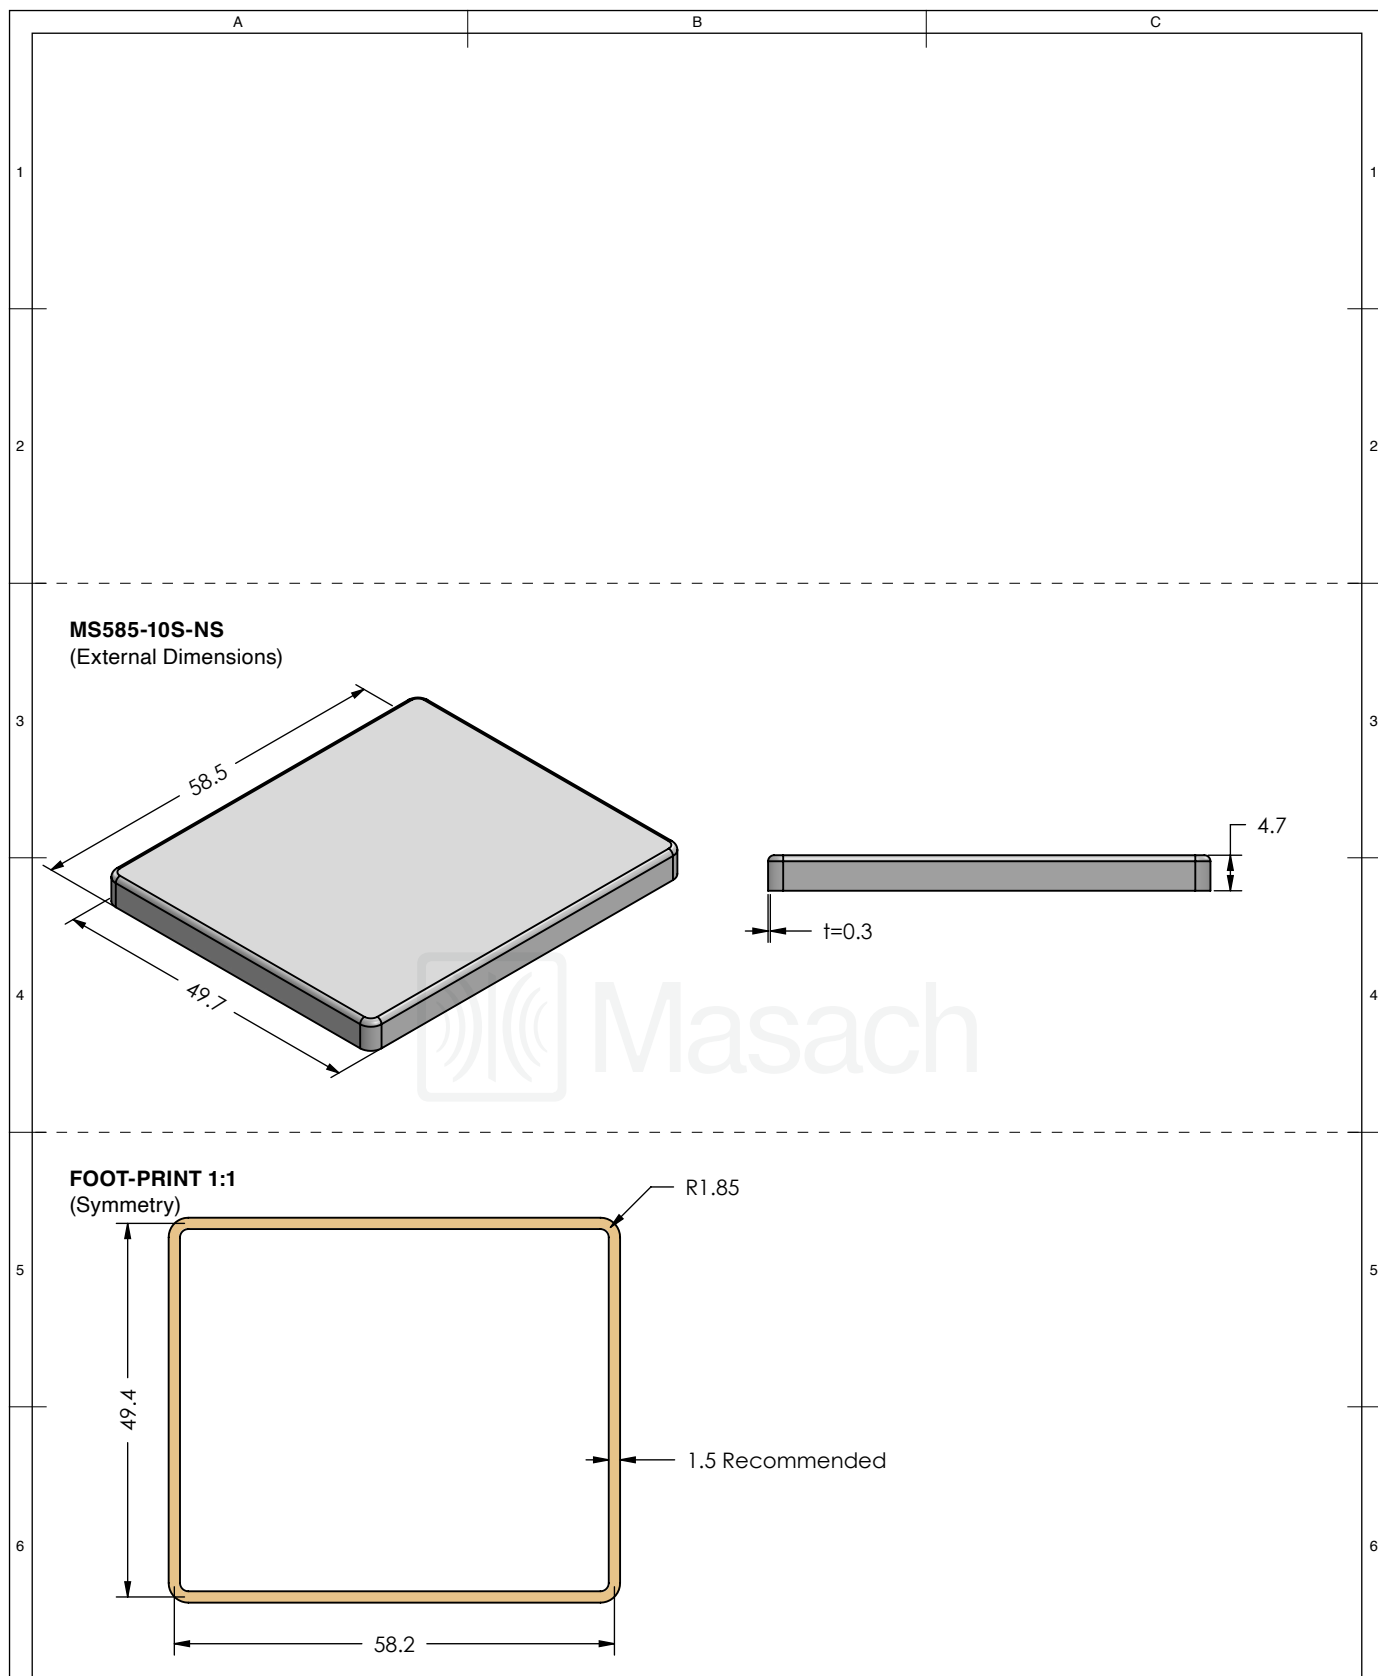 A B C
1 1
2 2
MS585-10S-NS
(External Dimensions)
3 3
58.5
4.7
t=0.3
49.7
4 4
Masach
FOOT-PRINT 1:1
(Symmetry)
R1.85
5 5
49.4
1.5 Recommended
6 6
58.2